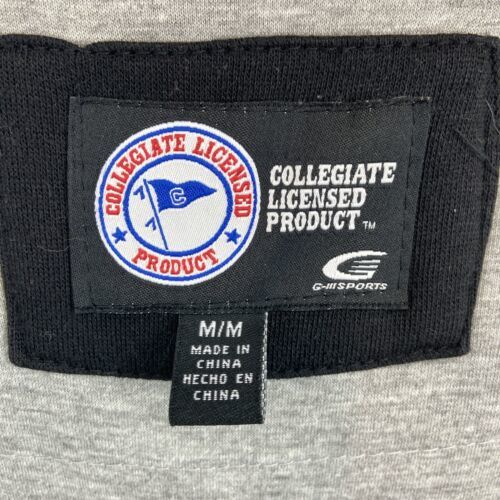 COLLEGIATE LICENSED
C
PRODUCT
COLLEGIATE
LICENSED
PRODUCT™
G-III SPORTS
M/M
MADE IN
CHINA
HECHO EN
CHINA